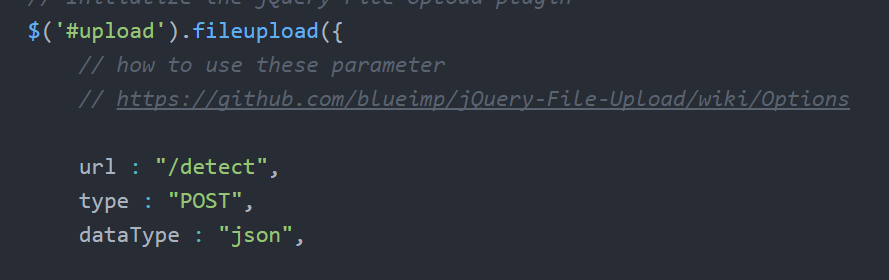 // Initialize the jQuery File Upload plugin
$('#upload').fileupload({
// how to use these parameter
// https://github.com/blueimp/jQuery-File-Upload/wiki/Options
url : "/detect",
type : "POST",
dataType : "json",